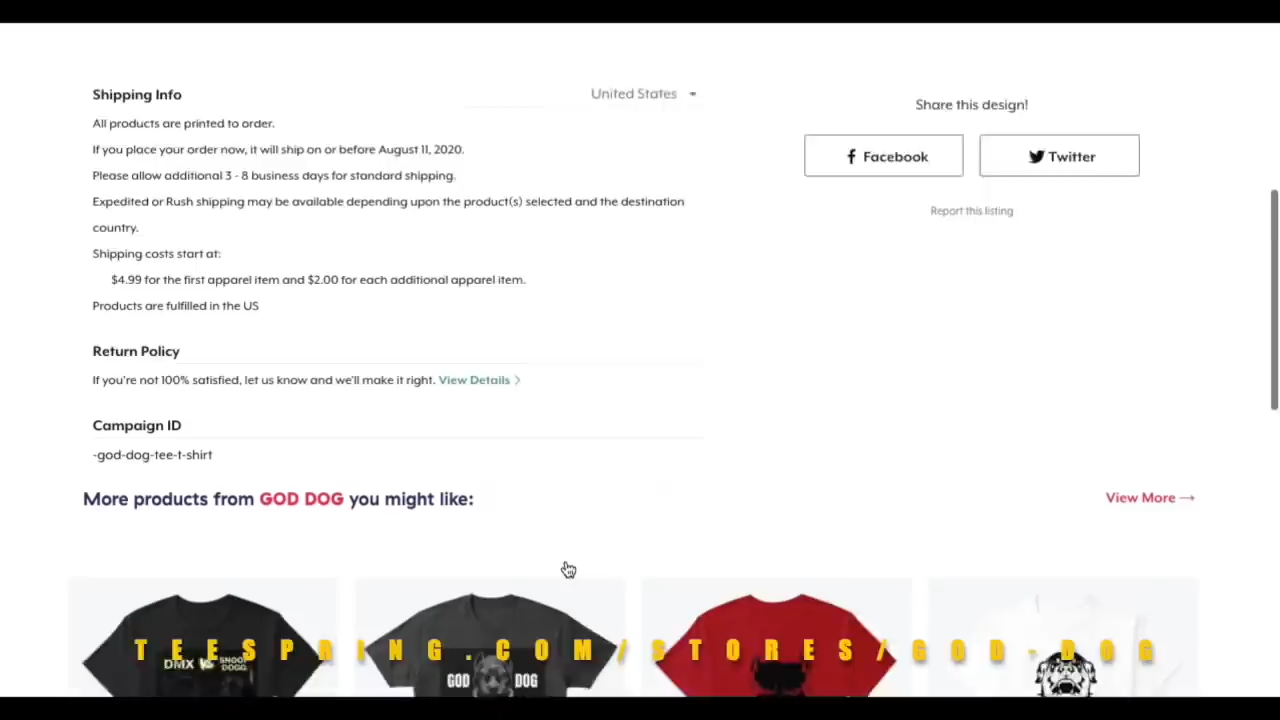 Shipping Info
United States
All products are printed to order.
If you place your order now, it will ship on or before August 11, 2020.
Please allow additional 3 - 8 business days for standard shipping.
Expedited or Rush shipping may be available depending upon the product(s) selected and the destination
country.
Shipping costs start at:
$4.99 for the first apparel item and $2.00 for each additional apparel item.
Products are fulfilled in the US
Share this design!
Facebook
Twitter
Report this listing
Return Policy
If you're not 100% satisfied, let us know and we'll make it right. View Details >
Campaign ID
-god-dog-tee-t-shirt
More products from GOD DOG you might like:
View More →
TEESPRING.COM/STORES/GOD-DOG
DMX VS SNOOP DOGG
GOD DOG